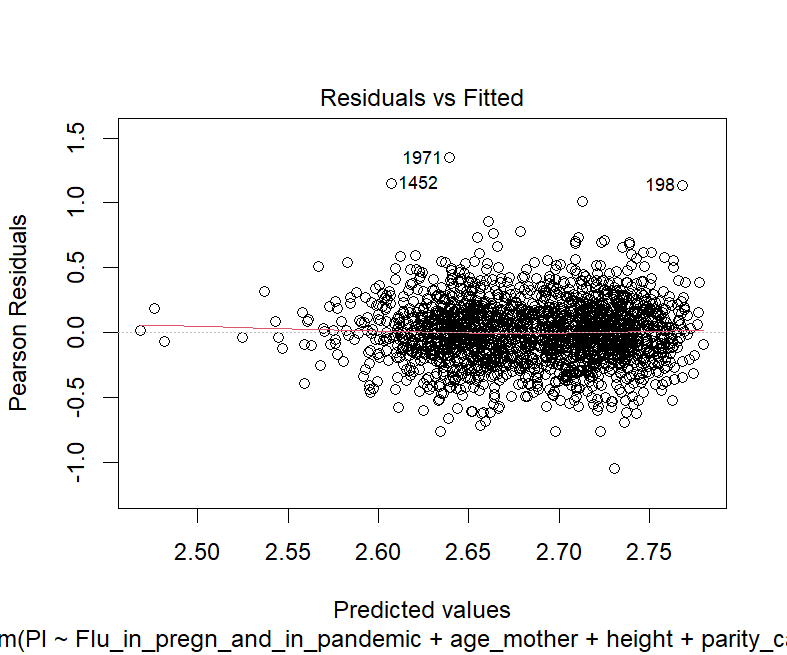 Residuals vs Fitted
Pearson Residuals
1.5
1.0
0.5
0.0
-0.5
-1.0
1971
1452
198
2.50 2.55 2.60 2.65 2.70 2.75
Predicted values
m(PI ~ Flu_in_pregn_and_in_pandemic + age_mother + height + parity_ca